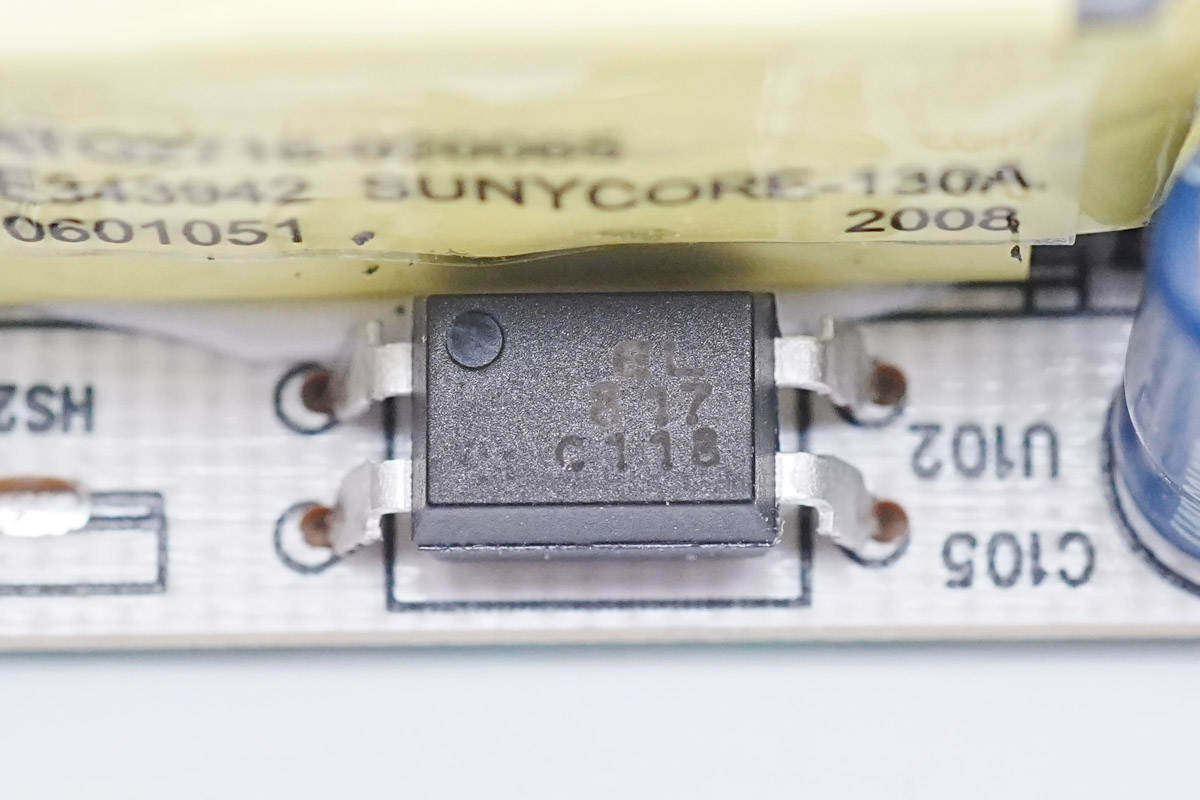 E343942 SUNYCORE-130A
0601051 2008
EL
817
C118
HS2
U102
C105